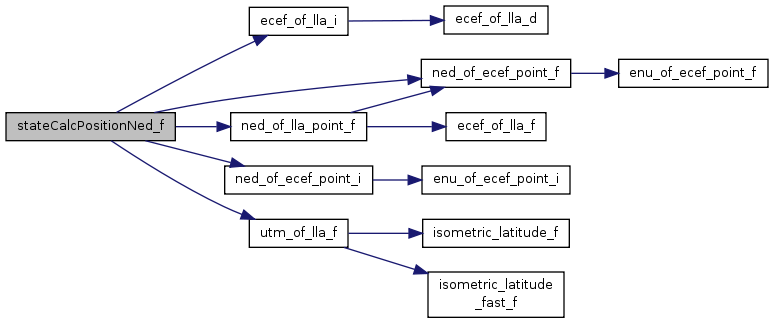 ecef_of_lla_i
ecef_of_lla_d
ned_of_ecef_point_f
enu_of_ecef_point_f
stateCalcPositionNed_f
ned_of_lla_point_f
ecef_of_lla_f
ned_of_ecef_point_i
enu_of_ecef_point_i
utm_of_lla_f
isometric_latitude_f
isometric_latitude
_fast_f